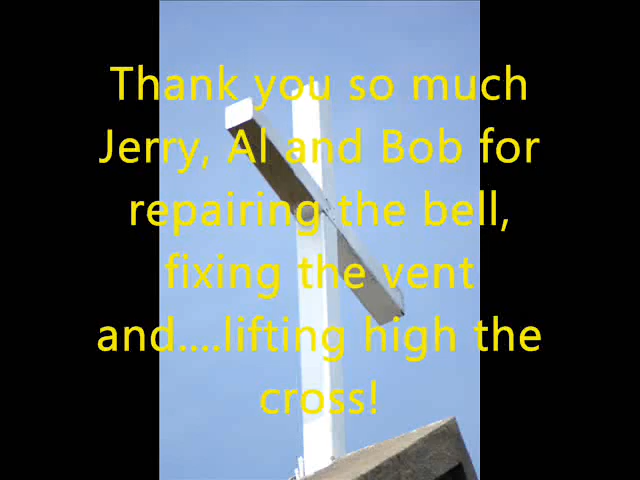 Thank you so much
Jerry, Al and Bob for
repairing the bell,
fixing the vent
and....lifting high the
cross!